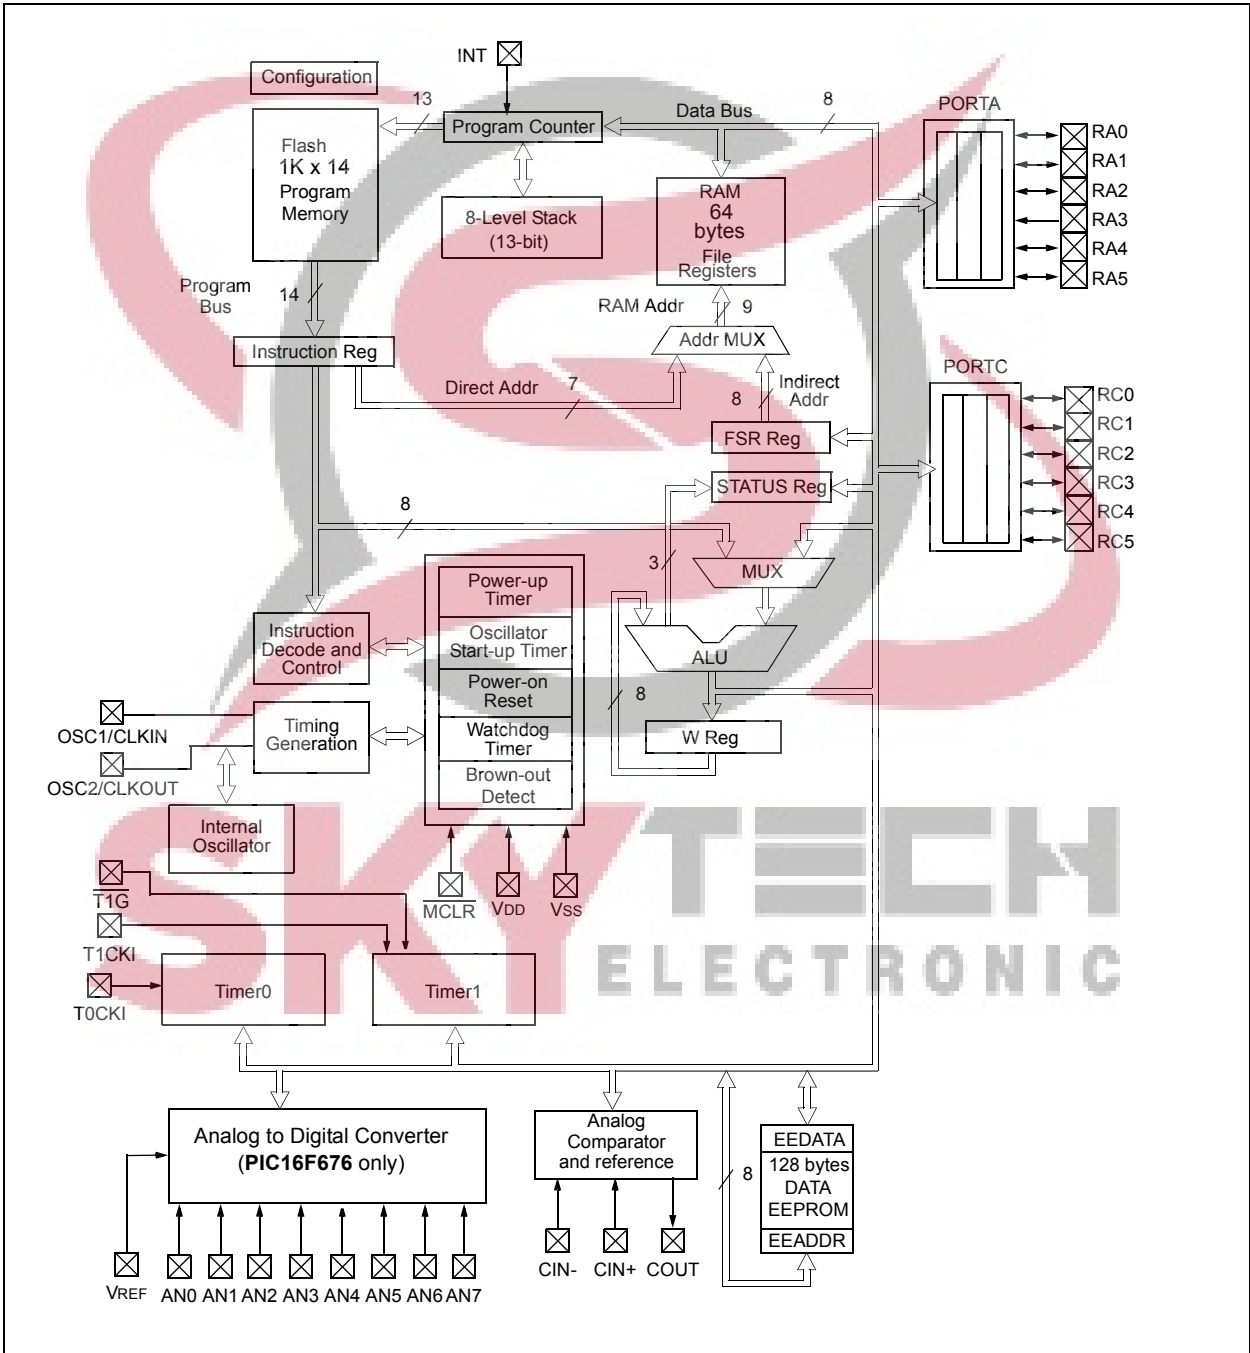 INT
Configuration
13
Program Counter
Data Bus
8
PORTA
Flash
1K x 14
Program
Memory
8-Level Stack
(13-bit)
RAM
64
bytes
File
Registers
RA0
RA1
RA2
RA3
RA4
RA5
Program
Bus
14
RAM Addr
9
Addr MUX
Instruction Reg
Direct Addr
7
8
Indirect
Addr
FSR Reg
STATUS Reg
PORTC
RC0
RC1
RC2
RC3
RC4
RC5
8
3
MUX
Power-up
Timer
Oscillator
Start-up Timer
Power-on
Reset
Watchdog
Timer
Brown-out
Detect
Instruction
Decode and
Control
ALU
8
W Reg
OSC1/CLKIN
OSC2/CLKOUT
Timing
Generation
Internal
Oscillator
T1G
T1CKI
T0CKI
MCLR
VDD
VSS
Timer0
Timer1
SKYTECH
ELECTRONIC
Analog to Digital Converter
(PIC16F676 only)
Analog
Comparator
and reference
8
EEDATA
128 bytes
DATA
EEPROM
EEADDR
VREF
AN0 AN1 AN2 AN3 AN4 AN5 AN6 AN7
CIN- CIN+ COUT